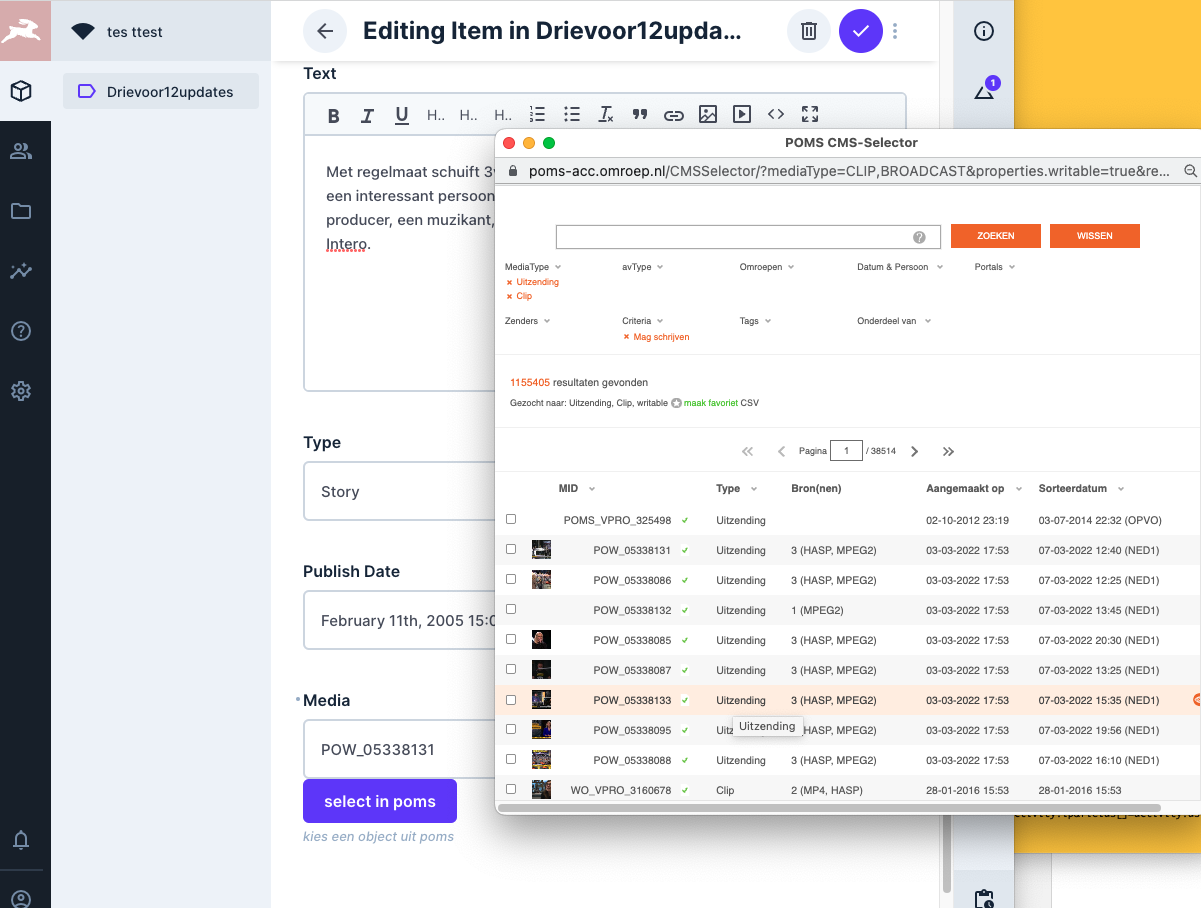 tes ttest
Drievoor12updates
Editing Item in Drievoor12upda...
1
Text
B I U H.. H.. H..
Met regelmaat schuift 3v
een interessant persoon
producer, een muzikant,
Intero.
Type
Story
Publish Date
February 11th, 2005 15:0
Media
POW_05338131
select in poms
kies een object uit poms
POMS CMS-Selector
poms-acc.omroep.nl/CMSSelector/?mediaType=CLIP,BROADCAST&properties.writable=true&re...
ZOEKEN WISSEN
MediaType avType Omroepen Datum & Persoon Portals
× Uitzending
× Clip
Zenders Criteria Tags Onderdeel van
× Mag schrijven
1155405 resultaten gevonden
Gezocht naar: Uitzending, Clip, writable maak favoriet CSV
Pagina 1 / 38514
MID Type Bron(nen) Aangemaakt op Sorteerdatum
POMS_VPRO_325498 Uitzending 02-10-2012 23:19 03-07-2014 22:32 (OPVO)
POW_05338131 Uitzending 3 (HASP, MPEG2) 03-03-2022 17:53 07-03-2022 12:40 (NED1)
POW_05338086 Uitzending 3 (HASP, MPEG2) 03-03-2022 17:53 07-03-2022 12:25 (NED1)
POW_05338132 Uitzending 1 (MPEG2) 03-03-2022 17:53 07-03-2022 13:45 (NED1)
POW_05338085 Uitzending 3 (HASP, MPEG2) 03-03-2022 17:53 07-03-2022 20:30 (NED1)
POW_05338087 Uitzending 3 (HASP, MPEG2) 03-03-2022 17:53 07-03-2022 13:25 (NED1)
POW_05338133 Uitzending 3 (HASP, MPEG2) 03-03-2022 17:53 07-03-2022 15:35 (NED1)
Uitzending
POW_05338095 Uitz HASP, MPEG2) 03-03-2022 17:53 07-03-2022 19:56 (NED1)
POW_05338088 Uitzending 3 (HASP, MPEG2) 03-03-2022 17:53 07-03-2022 16:10 (NED1)
WO_VPRO_3160678 Clip 2 (MP4, HASP) 28-01-2016 15:53 28-01-2016 15:53